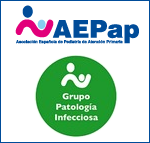 AEPap
Asociación Española de Pediatría de Atención Primaria
Grupo
Patología
Infecciosa